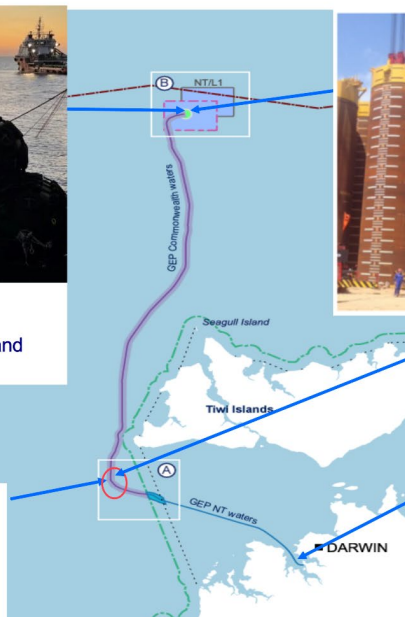 B
NT/L1
GEP Commonwealth waters
and
Seagull Island
Tiwi Islands
A
GEP NT waters
DARWIN